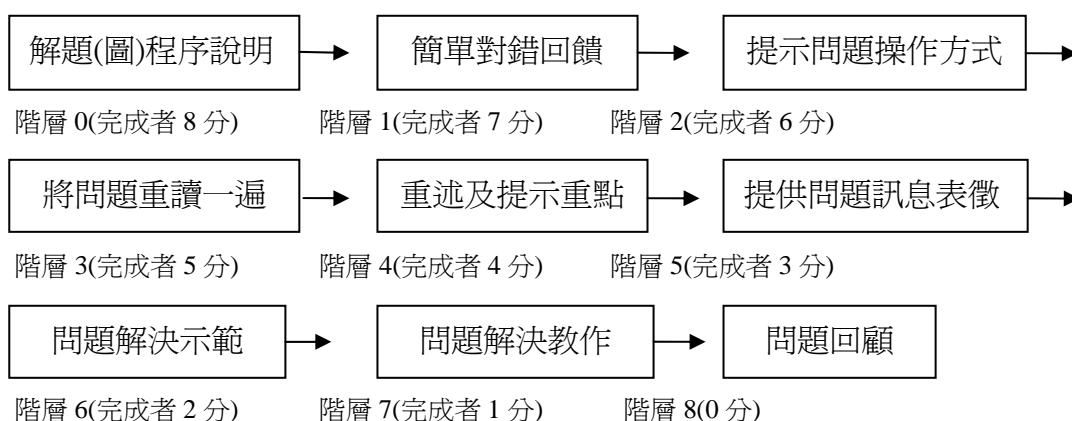 解題(圖)程序說明 簡單對錯回饋 提示問題操作方式
階層 0(完成者 8 分) 階層 1(完成者 7 分) 階層 2(完成者 6 分)
將問題重讀一遍 重述及提示重點 提供問題訊息表徵
階層 3(完成者 5 分) 階層 4(完成者 4 分) 階層 5(完成者 3 分)
問題解決示範 問題解決教作 問題回顧
階層 6(完成者 2 分) 階層 7(完成者 1 分) 階層 8(0 分)